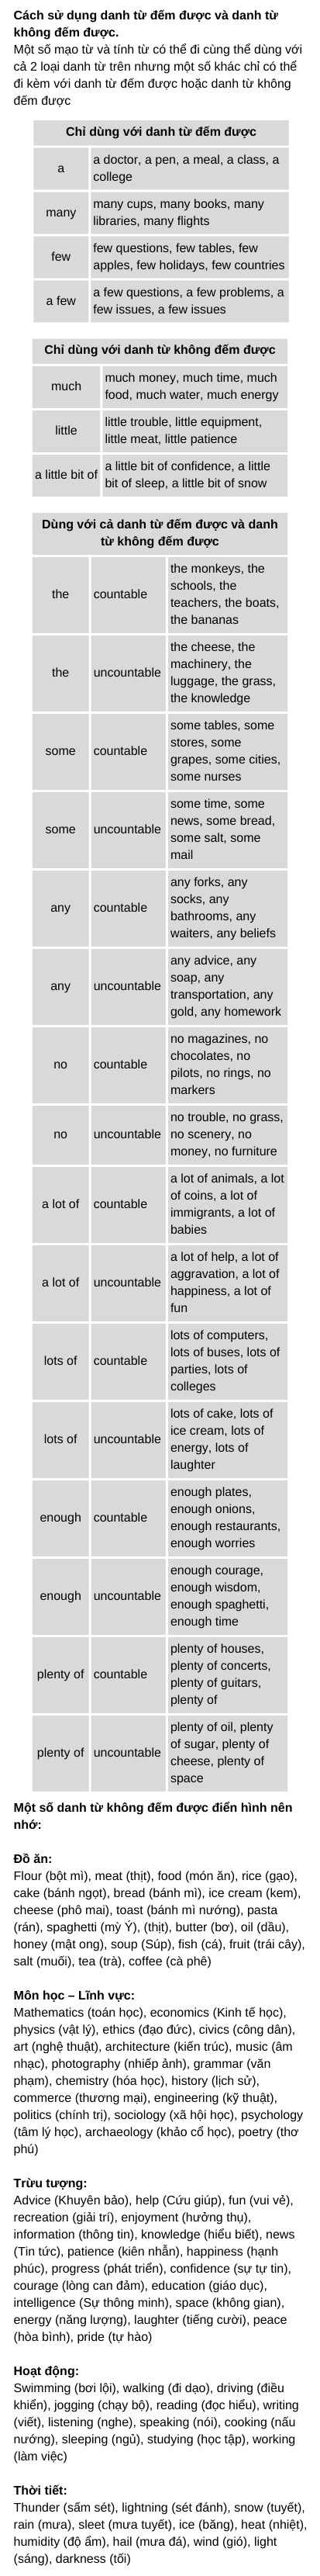 Cách sử dụng danh từ đếm được và danh từ
không đếm được.
Một số mạo từ và tính từ có thể đi cùng thể dùng với
cả 2 loại danh từ trên nhưng một số khác chỉ có thể
đi kèm với danh từ đếm được hoặc danh từ không
đếm được
Chỉ dùng với danh từ đếm được
a
a doctor, a pen, a meal, a class, a
college
many
many cups, many books, many
libraries, many flights
few
few questions, few tables, few
apples, few holidays, few countries
a few
a few questions, a few problems, a
few issues, a few issues
Chỉ dùng với danh từ không đếm được
much
much money, much time, much
food, much water, much energy
little
little trouble, little equipment,
little meat, little patience
a little bit of
a little bit of confidence, a little
bit of sleep, a little bit of snow
Dùng với cả danh từ đếm được và danh
từ không đếm được
the
countable
the monkeys, the
schools, the
teachers, the boats,
the bananas
the
uncountable
the cheese, the
machinery, the
luggage, the grass,
the knowledge
some
countable
some tables, some
stores, some
grapes, some cities,
some nurses
some
uncountable
some time, some
news, some bread,
some salt, some
mail
any
countable
any forks, any
socks, any
bathrooms, any
waiters, any beliefs
any
uncountable
any advice, any
soap, any
transportation, any
gold, any homework
no
countable
no magazines, no
chocolates, no
pilots, no rings, no
markers
no
uncountable
no trouble, no grass,
no scenery, no
money, no furniture
a lot of
countable
a lot of animals, a lot
of coins, a lot of
immigrants, a lot of
babies
a lot of
uncountable
a lot of help, a lot of
aggravation, a lot of
happiness, a lot of
fun
lots of
countable
lots of computers,
lots of buses, lots of
parties, lots of
colleges
lots of
uncountable
lots of cake, lots of
ice cream, lots of
energy, lots of
laughter
enough
countable
enough plates,
enough onions,
enough restaurants,
enough worries
enough
uncountable
enough courage,
enough wisdom,
enough spaghetti,
enough time
plenty of
countable
plenty of houses,
plenty of concerts,
plenty of guitars,
plenty of
plenty of
uncountable
plenty of oil, plenty
of sugar, plenty of
cheese, plenty of
space
Một số danh từ không đếm được điển hình nên
nhớ:
Đồ ăn:
Flour (bột mì), meat (thịt), food (món ăn), rice (gạo),
cake (bánh ngọt), bread (bánh mì), ice cream (kem),
cheese (phô mai), toast (bánh mì nướng), pasta
(rán), spaghetti (mỳ Ý), (thịt), butter (bơ), oil (dầu),
honey (mật ong), soup (Súp), fish (cá), fruit (trái cây),
salt (muối), tea (trà), coffee (cà phê)
Môn học – Lĩnh vực:
Mathematics (toán học), economics (Kinh tế học),
physics (vật lý), ethics (đạo đức), civics (công dân),
art (nghệ thuật), architecture (kiến trúc), music (âm
nhạc), photography (nhiếp ảnh), grammar (văn
phạm), chemistry (hóa học), history (lịch sử),
commerce (thương mại), engineering (kỹ thuật),
politics (chính trị), sociology (xã hội học), psychology
(tâm lý học), archaeology (khảo cổ học), poetry (thơ
phú)
Trừu tượng:
Advice (Khuyên bảo), help (Cứu giúp), fun (vui vẻ),
recreation (giải trí), enjoyment (hưởng thụ),
information (thông tin), knowledge (hiểu biết), news
(Tin tức), patience (kiên nhẫn), happiness (hạnh
phúc), progress (phát triển), confidence (sự tự tin),
courage (lòng can đảm), education (giáo dục),
intelligence (Sự thông minh), space (không gian),
energy (năng lượng), laughter (tiếng cười), peace
(hòa bình), pride (tự hào)
Hoạt động:
Swimming (bơi lội), walking (đi dạo), driving (điều
khiển), jogging (chạy bộ), reading (đọc hiểu), writing
(viết), listening (nghe), speaking (nói), cooking (nấu
nướng), sleeping (ngủ), studying (học tập), working
(làm việc)
Thời tiết:
Thunder (sấm sét), lightning (sét đánh), snow (tuyết),
rain (mưa), sleet (mưa tuyết), ice (băng), heat (nhiệt),
humidity (độ ẩm), hail (mưa đá), wind (gió), light
(sáng), darkness (tối)